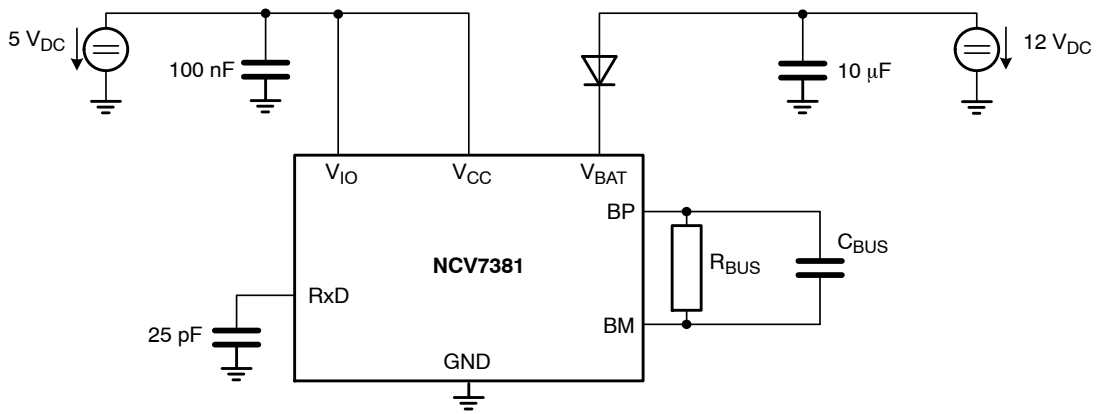 5 V_DC
100 nF
10 μF
12 V_DC
V_IO
V_CC
V_BAT
BP
R_BUS
C_BUS
NCV7381
RxD
BM
25 pF
GND